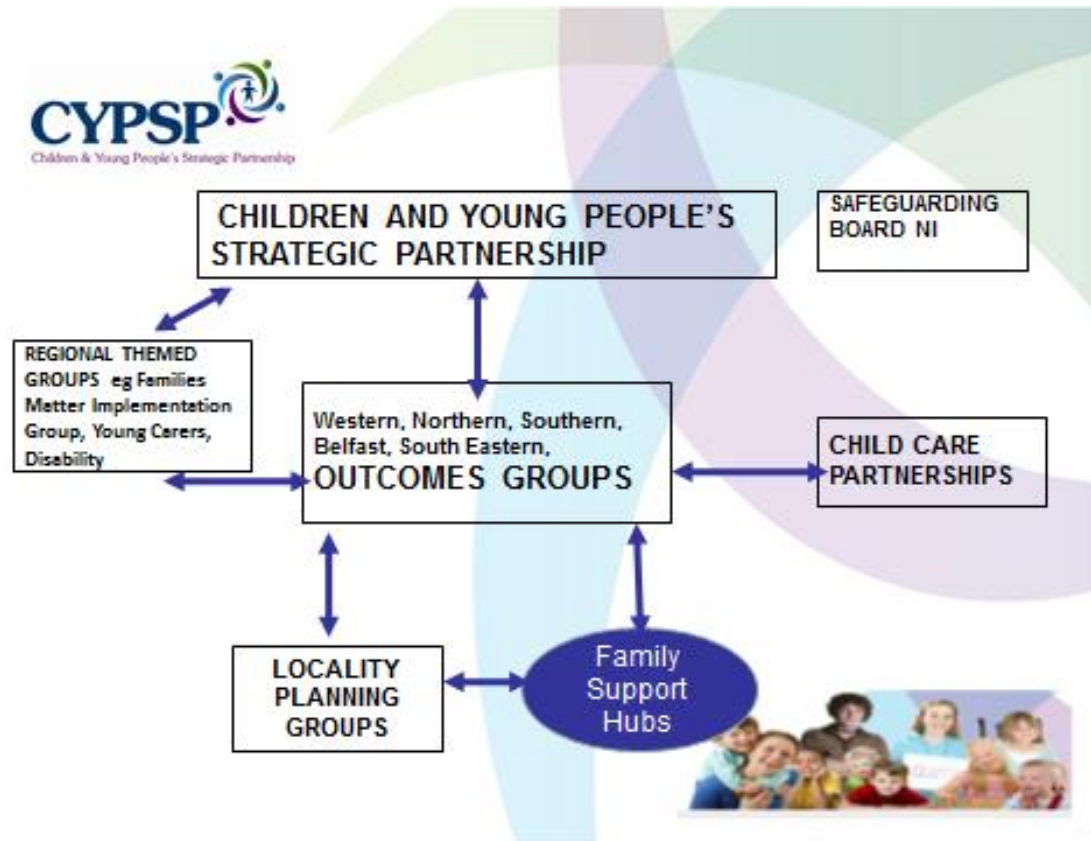 CYPSP
Children & Young People's Strategic Partnership
CHILDREN AND YOUNG PEOPLE'S
STRATEGIC PARTNERSHIP
SAFEGUARDING
BOARD NI
REGIONAL THEMED
GROUPS eg Families
Matter Implementation
Group, Young Carers,
Disability
Western, Northern, Southern,
Belfast, South Eastern,
OUTCOMES GROUPS
CHILD CARE
PARTNERSHIPS
LOCALITY
PLANNING
GROUPS
Family
Support
Hubs